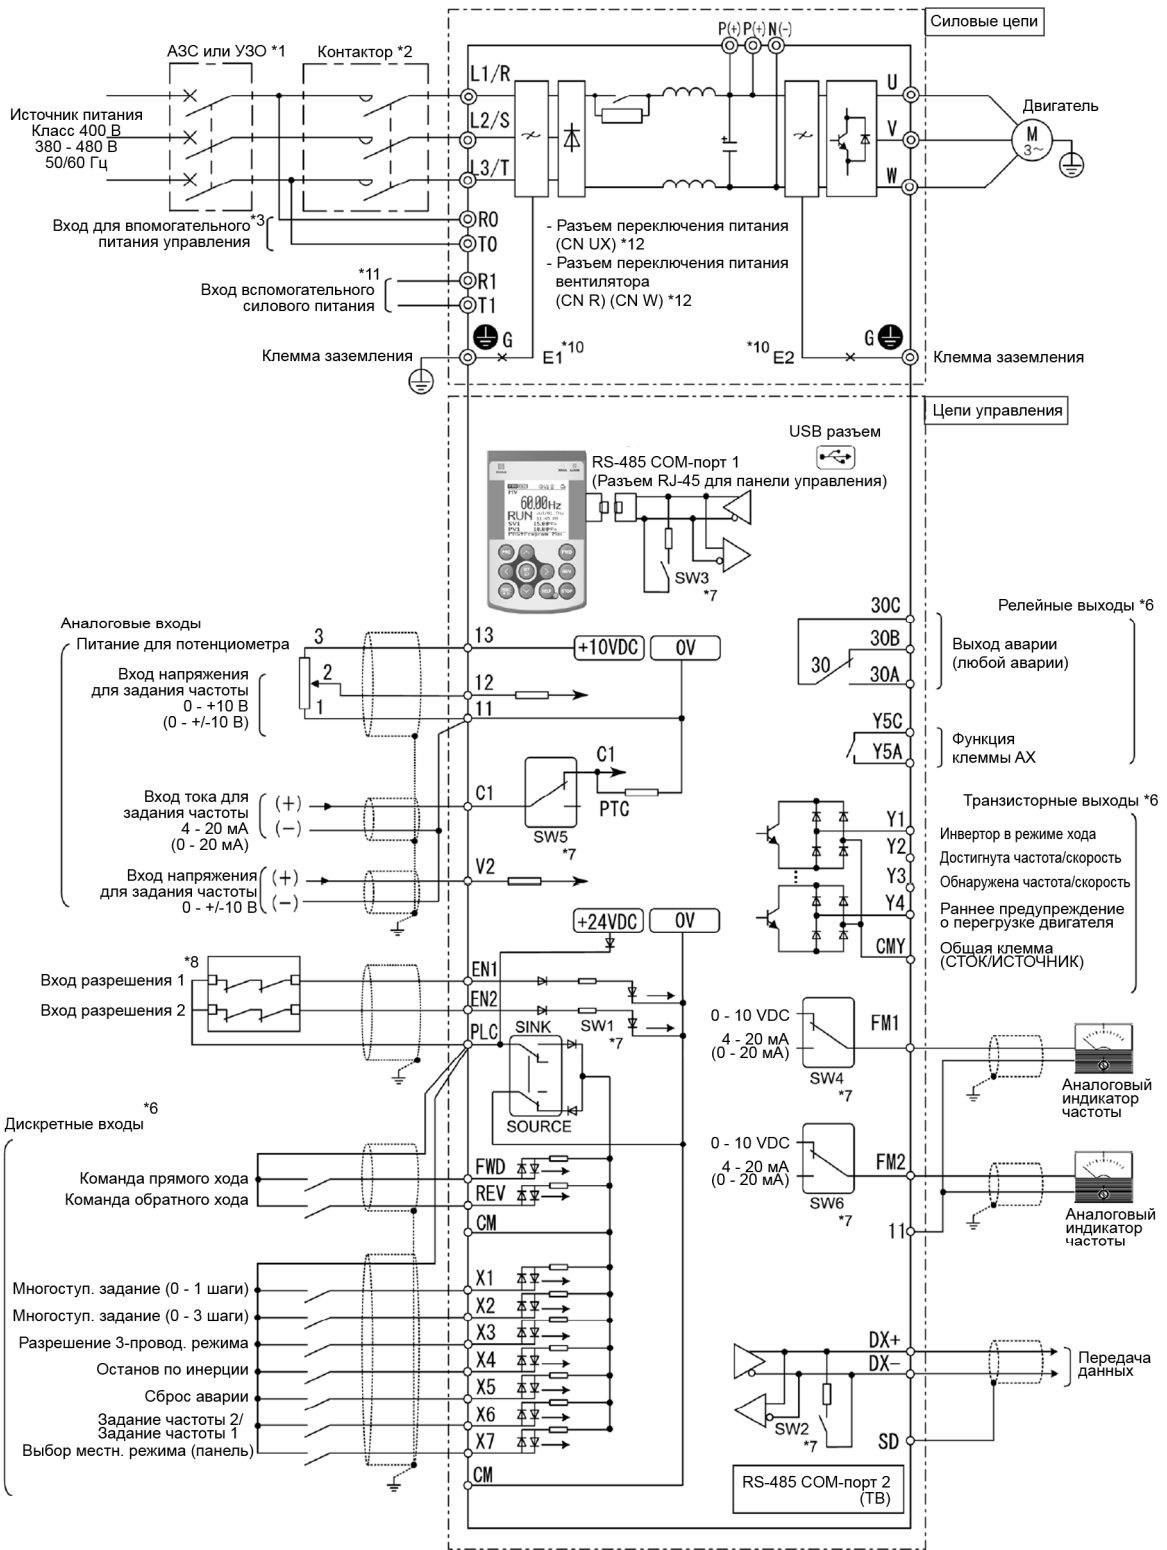 Силовые цепи
P(+) P(+) N(-)
АЗС или УЗО *1
Контактор *2
L1/R
U
Источник питания
Класс 400 В
380 - 480 В
50/60 Гц
L2/S
V
Двигатель
M
3~
L3/T
W
Вход для впомогательного *3
питания управления
R0
T0
- Разъем переключения питания
(CN UX) *12
- Разъем переключения питания
вентилятора
(CN R) (CN W) *12
*11
Вход вспомогательного
силового питания
R1
T1
G
G
Клемма заземления
E1 *10
*10 E2
Клемма заземления
Цепи управления
USB разъем
RS-485 COM-порт 1
(Разъем RJ-45 для панели управления)
60.00Hz
RUN
SW3
*7
30C
Релейные выходы *6
30B
30
30A
Выход аварии
(любой аварии)
Аналоговые входы
Питание для потенциометра
3
13
+10VDC
0V
Вход напряжения
для задания частоты
0 - +10 В
(0 - +/-10 В)
2
12
1
11
Y5C
Y5A
Функция
клеммы AX
Вход тока для
задания частоты
4 - 20 мА
(0 - 20 мА)
(+)
(−)
C1
C1
PTC
SW5
*7
Транзисторные выходы *6
Y1
Инвертор в режиме хода
Y2
Достигнута частота/скорость
Y3
Обнаружена частота/скорость
Y4
Раннее предупреждение
о перегрузке двигателя
CMY
Общая клемма
(СТОК/ИСТОЧНИК)
Вход напряжения
для задания частоты
0 - +/-10 В
(+)
(−)
V2
+24VDC
0V
*8
Вход разрешения 1
EN1
Вход разрешения 2
EN2
PLC
SINK
SW1
*7
SOURCE
0 - 10 VDC
4 - 20 мА
(0 - 20 мА)
SW4
*7
FM1
Аналоговый
индикатор
частоты
0 - 10 VDC
4 - 20 мА
(0 - 20 мА)
SW6
*7
FM2
11
Аналоговый
индикатор
частоты
Дискретные входы *6
Команда прямого хода
FWD
Команда обратного хода
REV
CM
Многоступ. задание (0 - 1 шаги)
X1
Многоступ. задание (0 - 3 шаги)
X2
Разрешение 3-провод. режима
X3
Останов по инерции
X4
Сброс аварии
X5
Задание частоты 2/
Задание частоты 1
X6
Выбор местн. режима (панель)
X7
CM
DX+
DX−
Передача
данных
SW2
*7
SD
RS-485 COM-порт 2
(TB)